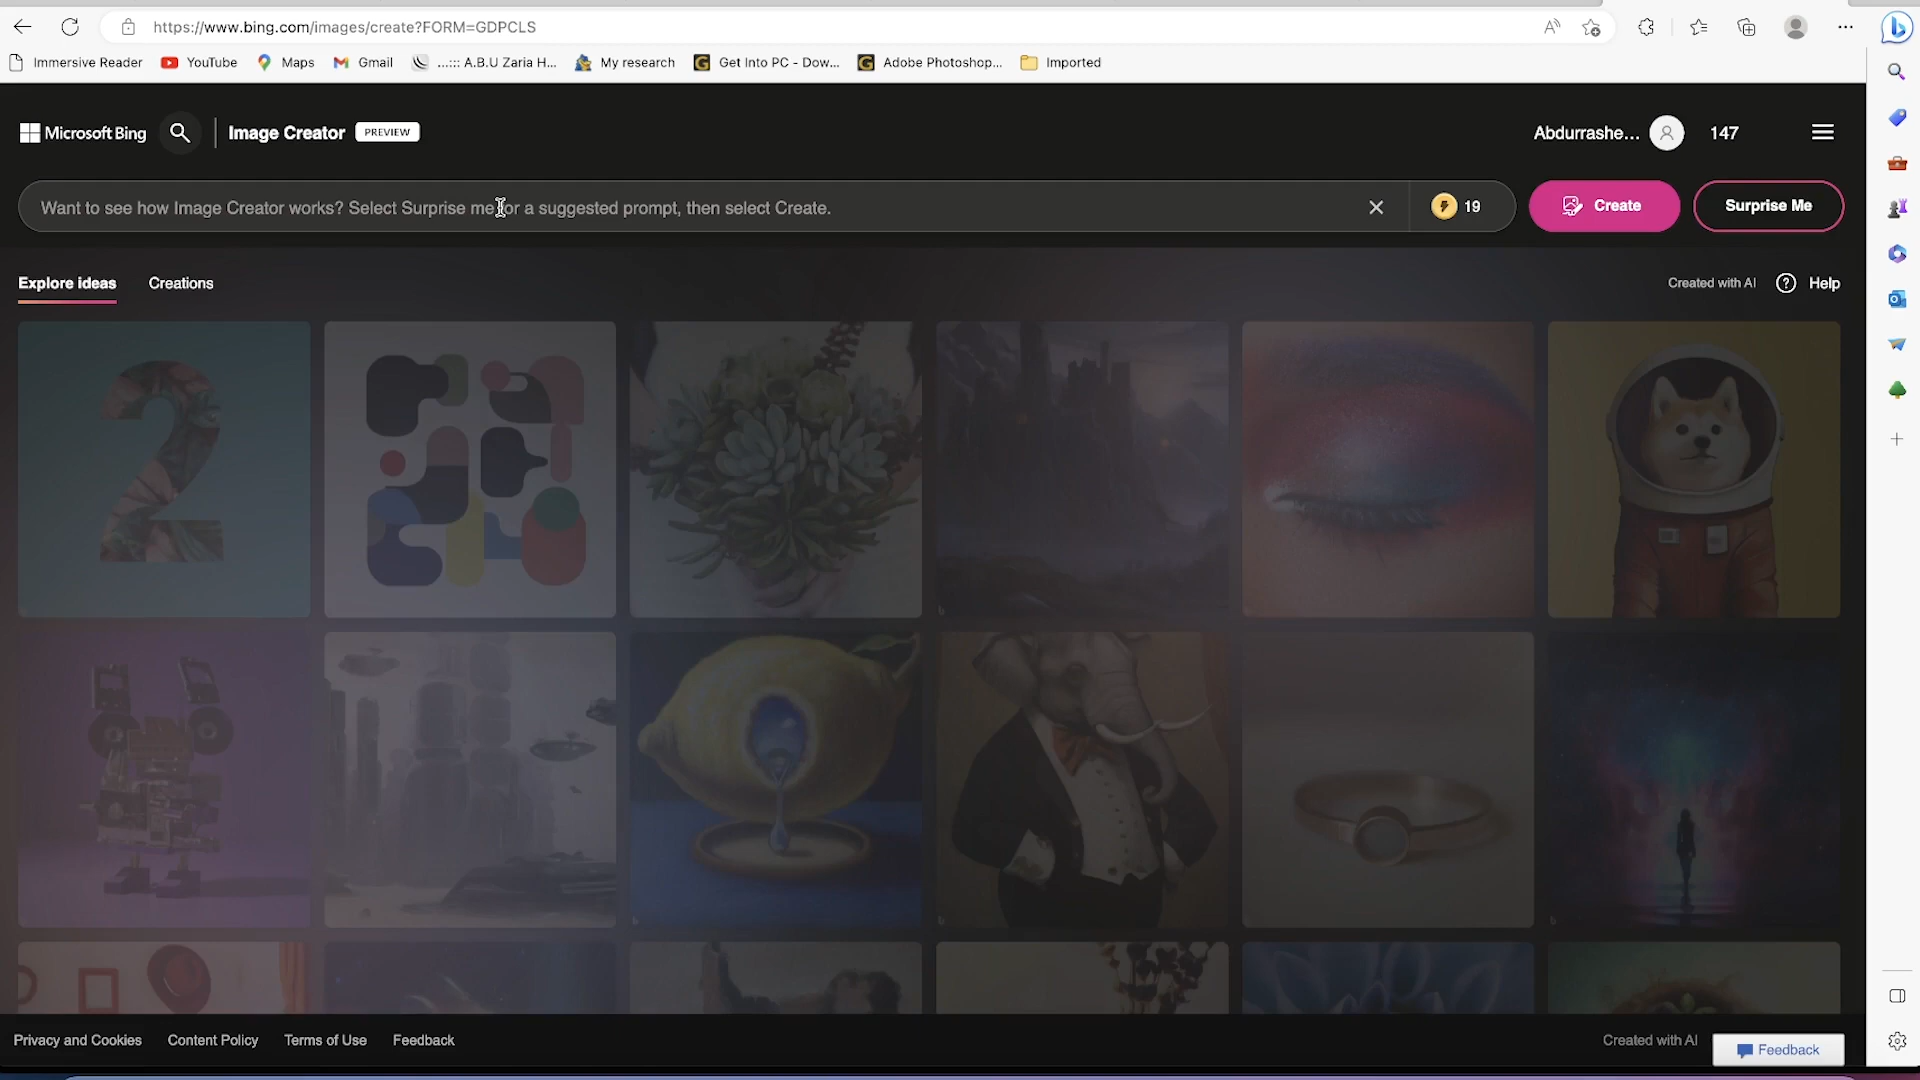 https://www.bing.com/images/create?FORM=GDPCLS
Immersive Reader YouTube Maps Gmail ...::: A.B.U Zaria H... My research Get Into PC - Dow... Adobe Photoshop... Imported
Microsoft Bing Image Creator PREVIEW Abdurrashe... 147
Want to see how Image Creator works? Select Surprise me for a suggested prompt, then select Create. 19 Create Surprise Me
Explore ideas Creations Created with AI Help
2
Privacy and Cookies Content Policy Terms of Use Feedback Created with AI Feedback